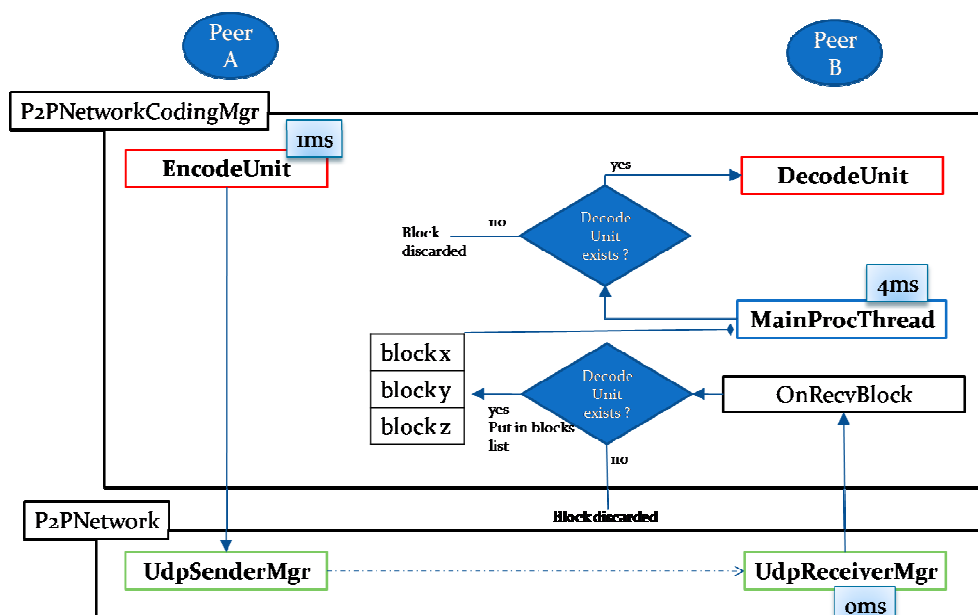 Peer
A
Peer
B
P2PNetworkCodingMgr
1ms
EncodeUnit
yes
DecodeUnit
Block
discarded
no
Decode
Unit
exists ?
4ms
MainProcThread
block x
block y
block z
Decode
Unit
exists ?
OnRecvBlock
yes
Put in blocks
list
no
Block discarded
P2PNetwork
UdpSenderMgr
UdpReceiverMgr
0ms